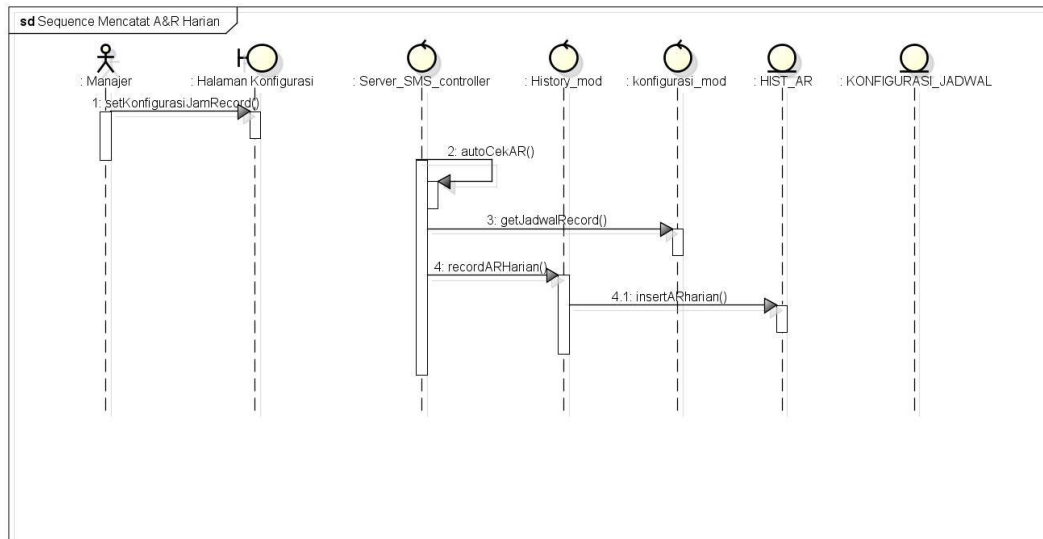 sd Sequence Mencatat A&R Harian
: Manajer
: Halaman Konfigurasi
: Server_SMS_controller
: History_mod
: konfigurasi_mod
: HIST_AR
: KONFIGURASI_JADWAL
1: setKonfigurasiJamRecord()
2: autoCekAR()
3: getJadwalRecord()
4: recordARHarian()
4.1: insertARharian()